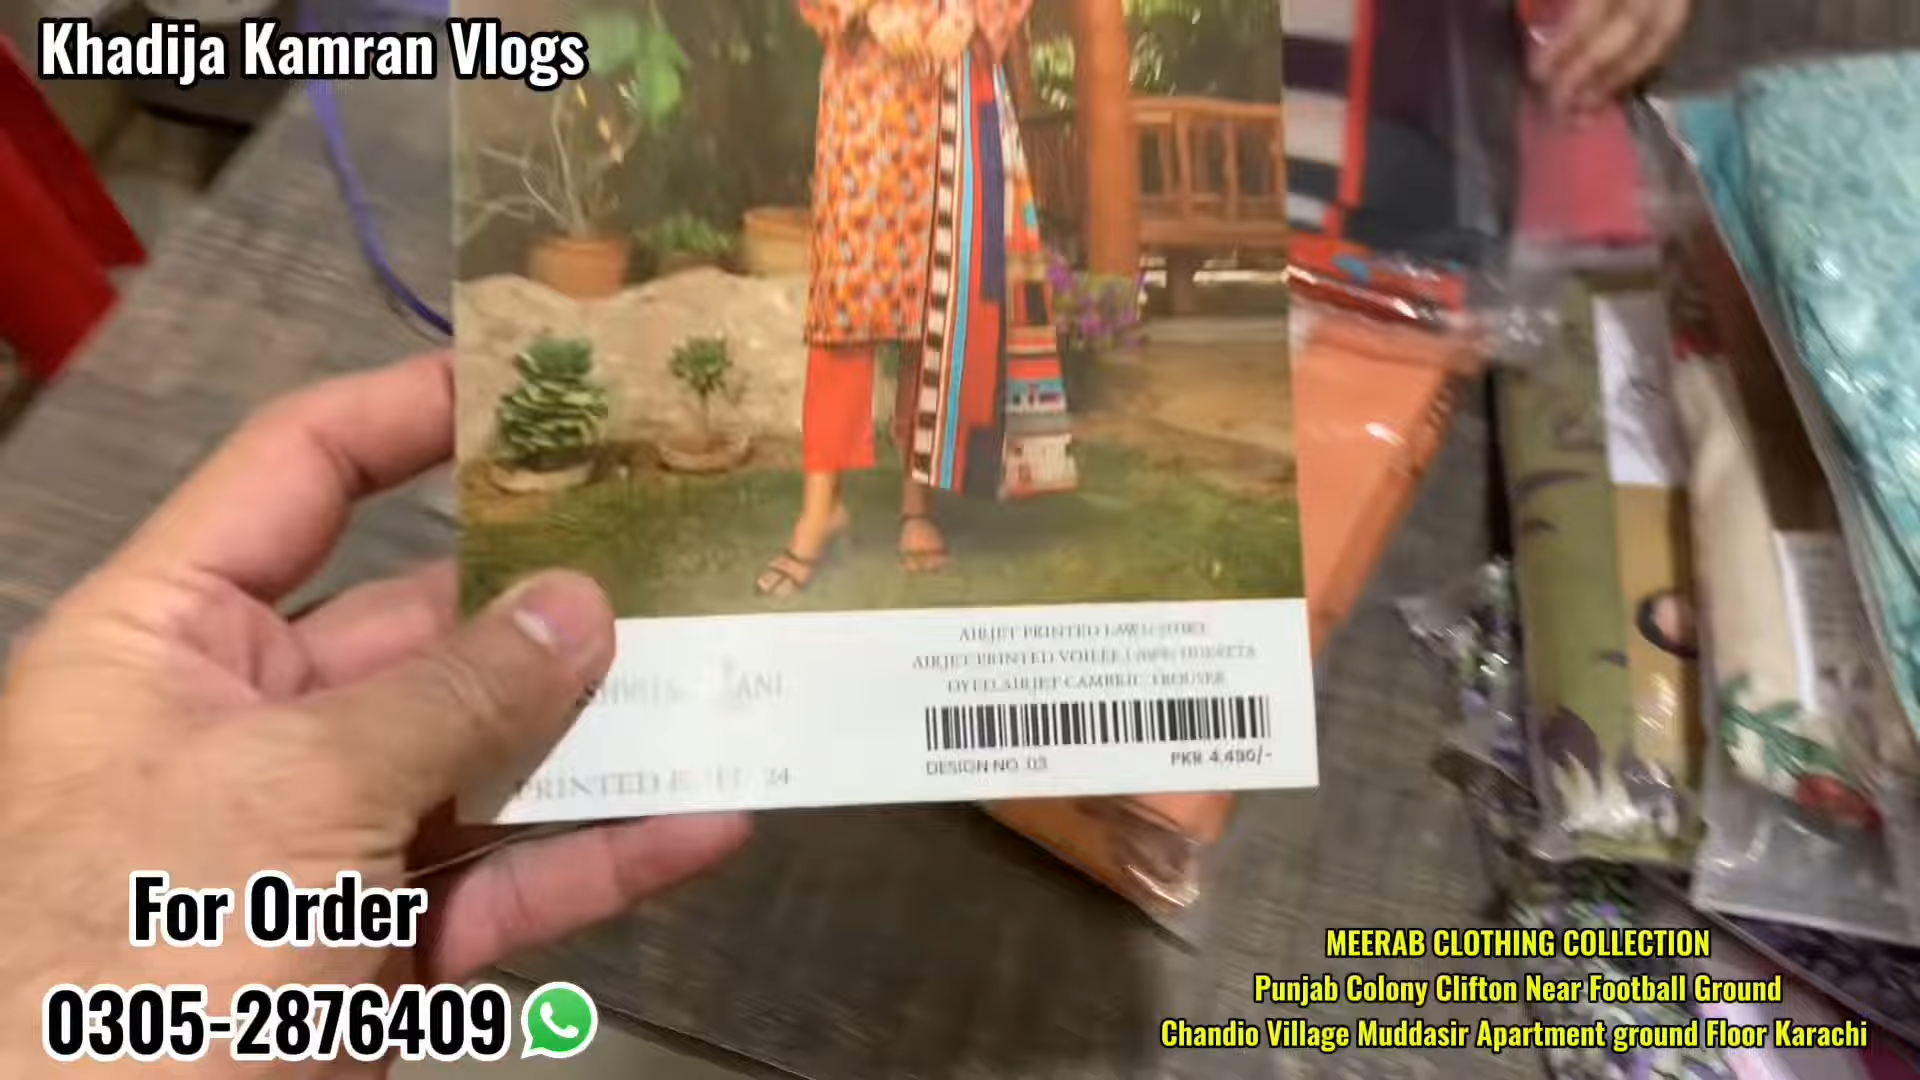 Khadija Kamran Vlogs
AIRJET PRINTED LAWN SHIRT
AIRJET PRINTED VOILE DUPATTA
DYED AIRJET CAMBRIC TROUSER
DESIGN NO. 03
PKR 4,490/-
PRINTED
24
For Order
0305-2876409
MEERAB CLOTHING COLLECTION
Punjab Colony Clifton Near Football Ground
Chandio Village Muddasir Apartment ground Floor Karachi